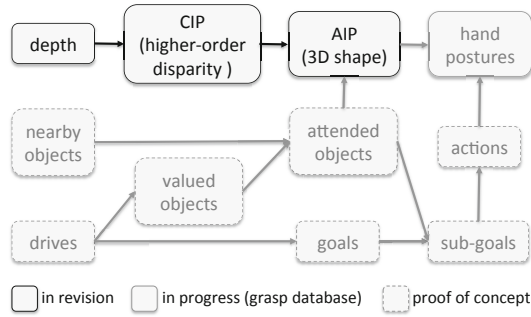 depth
CIP
(higher-order
disparity )
AIP
(3D shape)
hand
postures
nearby
objects
attended
objects
actions
valued
objects
drives
goals
sub-goals
in revision
in progress (grasp database)
proof of concept